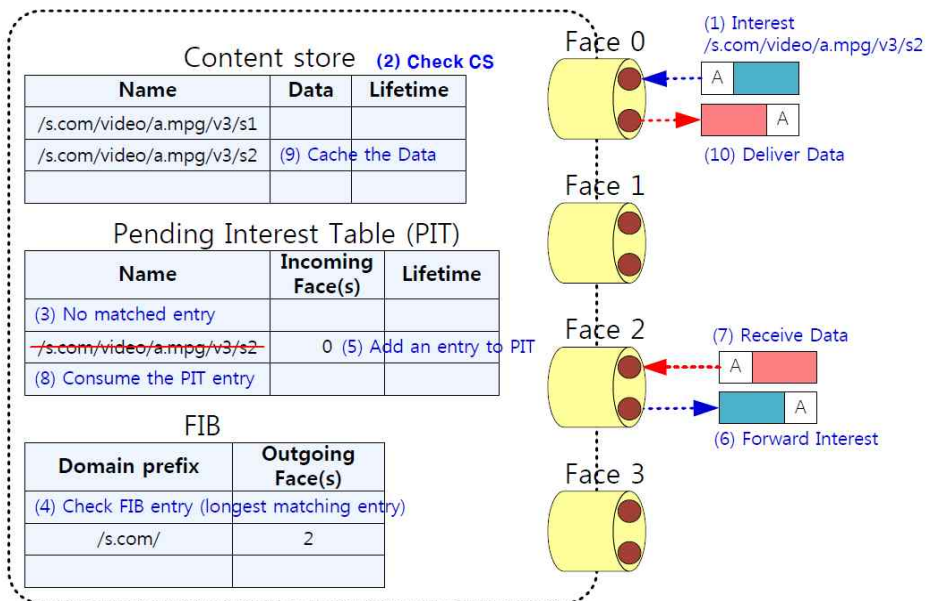 Content store (2) Check CS
Name Data Lifetime
/s.com/video/a.mpg/v3/s1
/s.com/video/a.mpg/v3/s2 (9) Cache the Data
Pending Interest Table (PIT)
Name Incoming Face(s) Lifetime
(3) No matched entry
/s.com/video/a.mpg/v3/s2 0 (5) Add an entry to PIT
(8) Consume the PIT entry
FIB
Domain prefix Outgoing Face(s)
(4) Check FIB entry (longest matching entry)
/s.com/ 2
Face 0
(1) Interest
/s.com/video/a.mpg/v3/s2
A
A
(10) Deliver Data
Face 1
Face 2
(7) Receive Data
A
A
(6) Forward Interest
Face 3